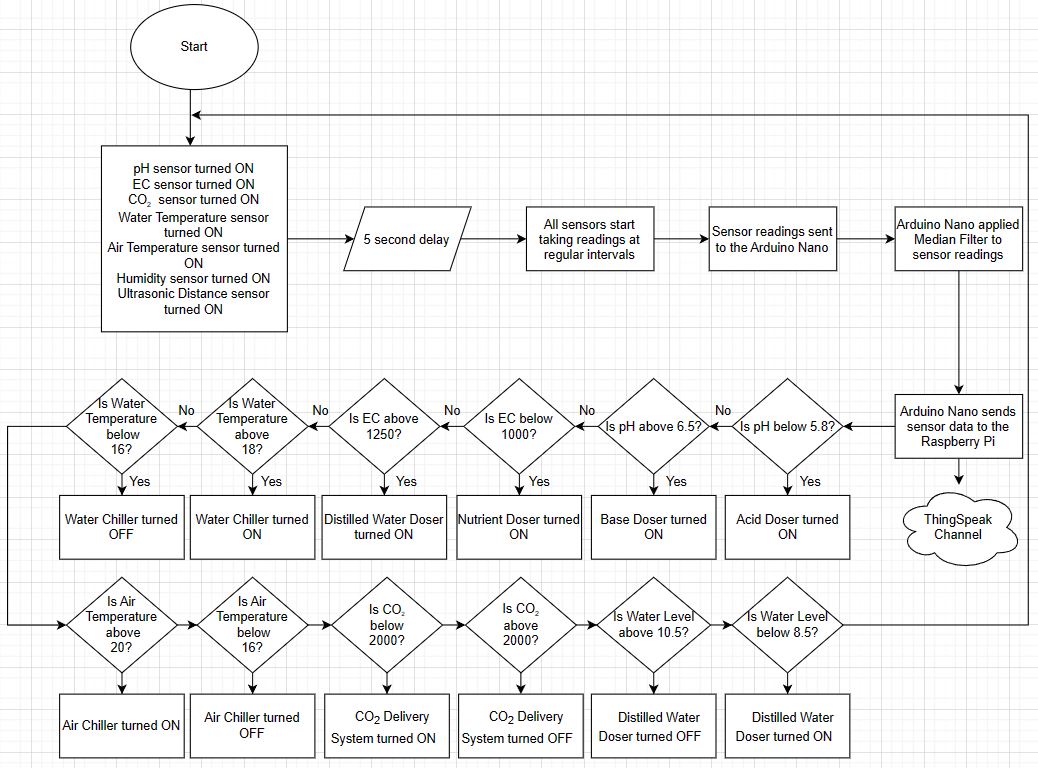 Start
pH sensor turned ON
EC sensor turned ON
CO₂ sensor turned ON
Water Temperature sensor
turned ON
Air Temperature sensor turned
ON
Humidity sensor turned ON
Ultrasonic Distance sensor
turned ON
5 second delay
All sensors start
taking readings at
regular intervals
Sensor readings sent
to the Arduino Nano
Arduino Nano applied
Median Filter to
sensor readings
Arduino Nano sends
sensor data to the
Raspberry Pi
ThingSpeak
Channel
Is pH below 5.8?
No
Yes
Acid Doser turned
ON
Is pH above 6.5?
No
Yes
Base Doser turned
ON
Is EC below
1000?
No
Yes
Nutrient Doser turned
ON
Is EC above
1250?
No
Yes
Distilled Water Doser
turned ON
Is Water
Temperature
above
18?
No
Yes
Water Chiller turned
ON
Is Water
Temperature
below
16?
Yes
Water Chiller turned
OFF
Is Air
Temperature
above
20?
Air Chiller turned ON
Is Air
Temperature
below
16?
Air Chiller turned
OFF
Is CO₂
below
2000?
CO₂ Delivery
System turned ON
Is CO₂
above
2000?
CO₂ Delivery
System turned OFF
Is Water Level
above 10.5?
Distilled Water
Doser turned OFF
Is Water Level
below 8.5?
Distilled Water
Doser turned ON